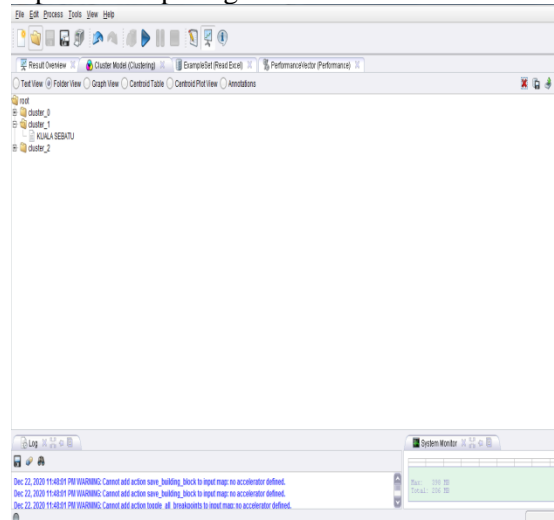 File Edit Process Tools View Help
Result Overview Cluster Model (Clustering) ExampleSet (Read Excel) PerformanceVector (Performance)
Text View Folder View Graph View Centroid Table Centroid Plot View Annotations
root
cluster_0
cluster_1
KUALA SEBATU
cluster_2
Log System Monitor
Dec 22, 2020 11:48:01 PM WARNING: Cannot add action save_building_block to input map: no accelerator defined.
Dec 22, 2020 11:48:01 PM WARNING: Cannot add action save_building_block to input map: no accelerator defined.
Dec 22, 2020 11:48:01 PM WARNING: Cannot add action toggle_all_breakpoints to input map: no accelerator defined.
Max:
Total: